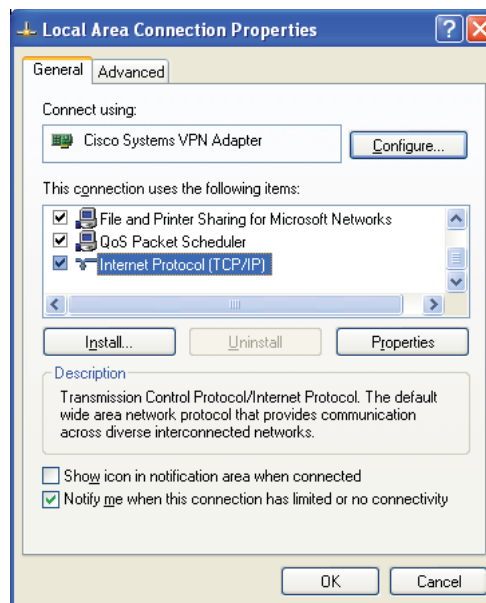 Local Area Connection Properties
General Advanced
Connect using:
Cisco Systems VPN Adapter
Configure...
This connection uses the following items:
File and Printer Sharing for Microsoft Networks
QoS Packet Scheduler
Internet Protocol (TCP/IP)
Install... Uninstall Properties
Description
Transmission Control Protocol/Internet Protocol. The default
wide area network protocol that provides communication
across diverse interconnected networks.
Show icon in notification area when connected
Notify me when this connection has limited or no connectivity
OK Cancel